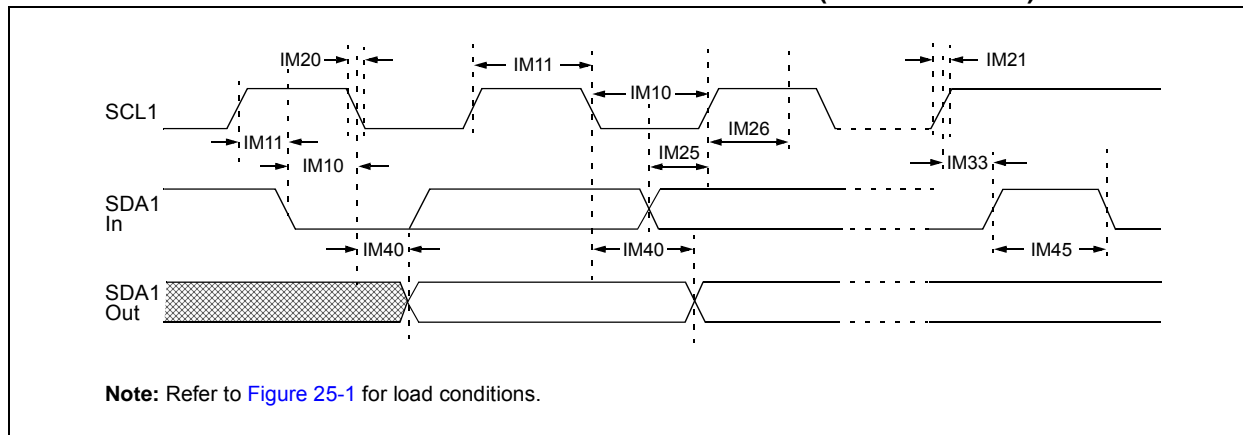 IM20
IM11
IM21
IM10
SCL1
IM26
IM11
IM25
IM10
IM33
SDA1
In
IM40
IM40
IM45
SDA1
Out
Note: Refer to Figure 25-1 for load conditions.